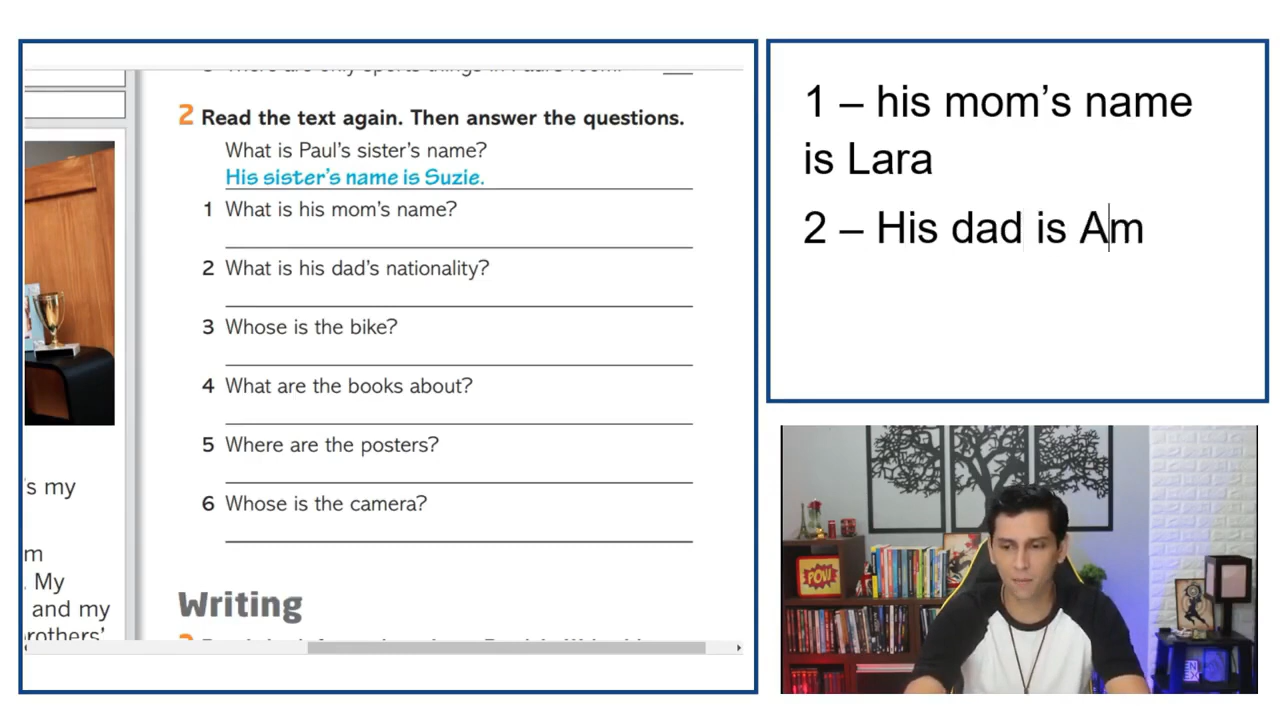 2 Read the text again. Then answer the questions.
What is Paul's sister's name?
His sister's name is Suzie.
1 What is his mom's name?
2 What is his dad's nationality?
3 Whose is the bike?
4 What are the books about?
5 Where are the posters?
6 Whose is the camera?
Writing
's my
m
. My
and my
rothers'
1 – his mom's name
is Lara
2 – His dad is Am
POW